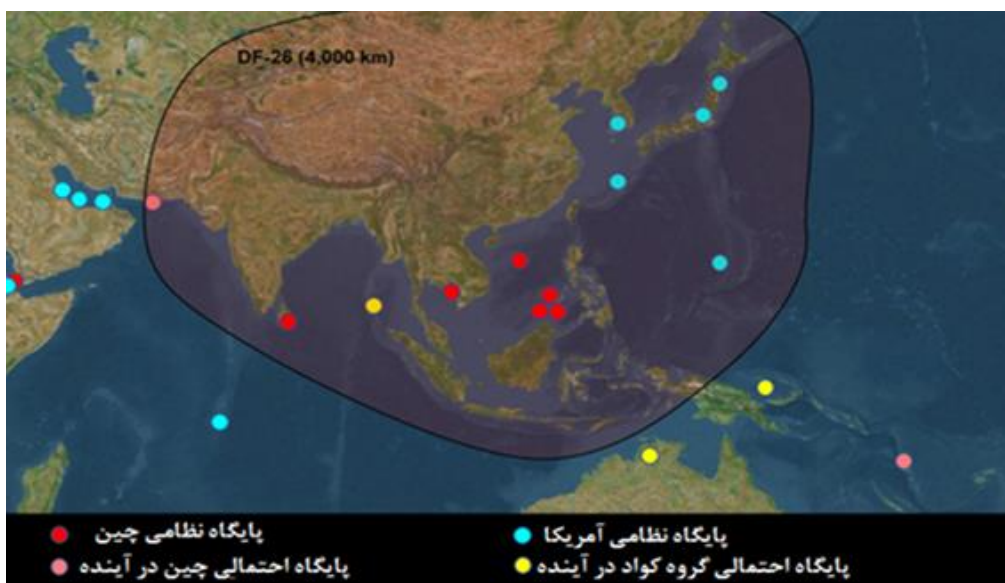 DF-26 (4,000 km)
پایگاه نظامی چین
پایگاه نظامی آمریکا
پایگاه احتمالی چین در آینده
پایگاه احتمالی گروه کواد در آینده